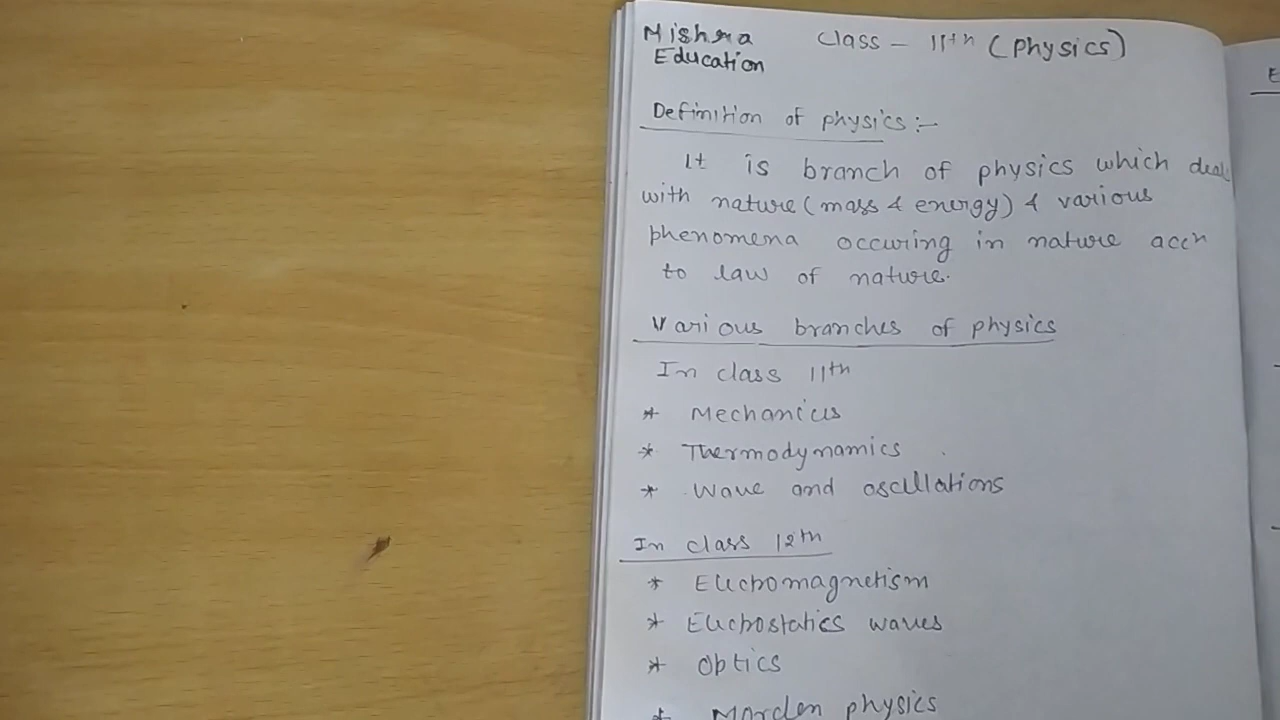 Mishra Class - 11th (Physics)
Education
Definition of physics :-
It is branch of physics which deal
with nature (mass & energy) & various
phenomena occuring in nature accn
to law of nature.
Various branches of physics
In class 11th
* Mechanics
* Thermodynamics
* Wave and oscillations
In class 12th
* Electromagnetism
* Electrostatics waves
* Optics
* Morden physics
E